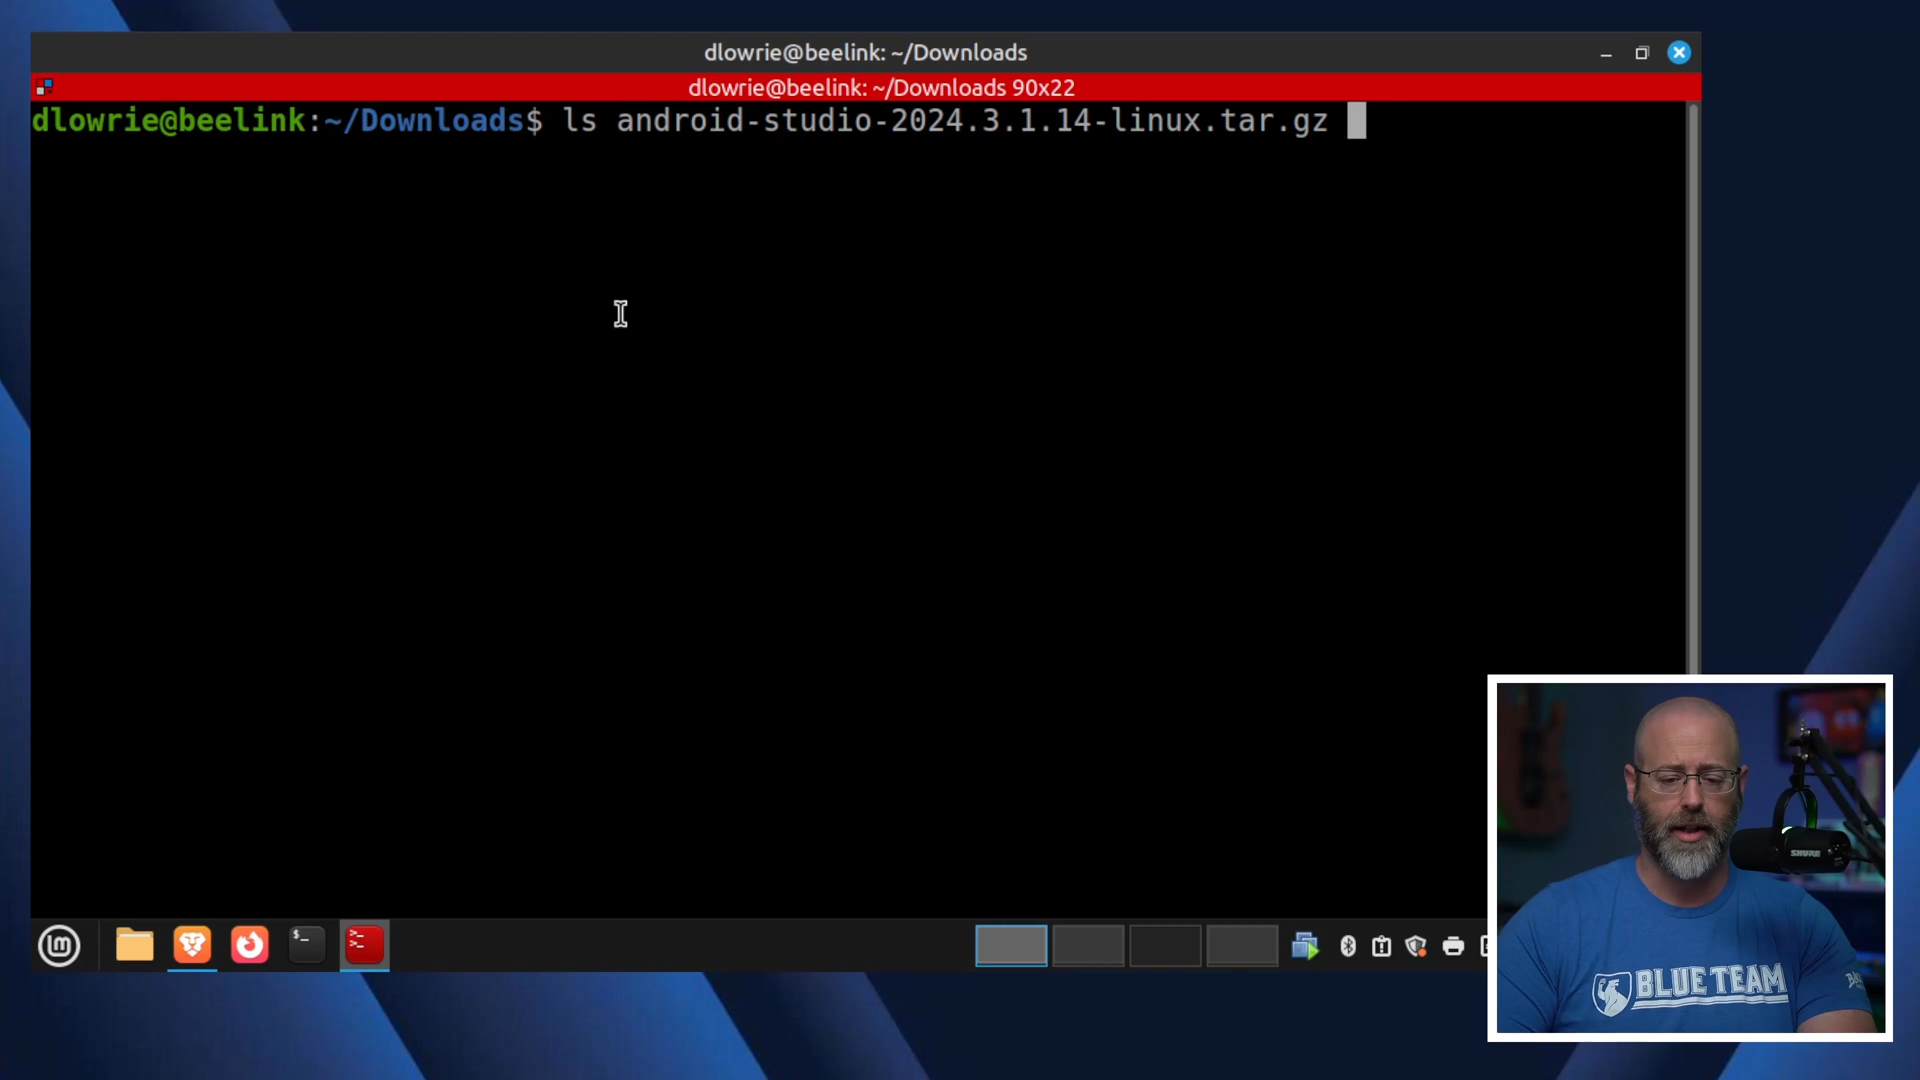 dlowrie@beelink: ~/Downloads
dlowrie@beelink: ~/Downloads 90x22
dlowrie@beelink:~/Downloads$ ls android-studio-2024.3.1.14-linux.tar.gz
$_
>_
>_
SHURE
BLUE TEAM